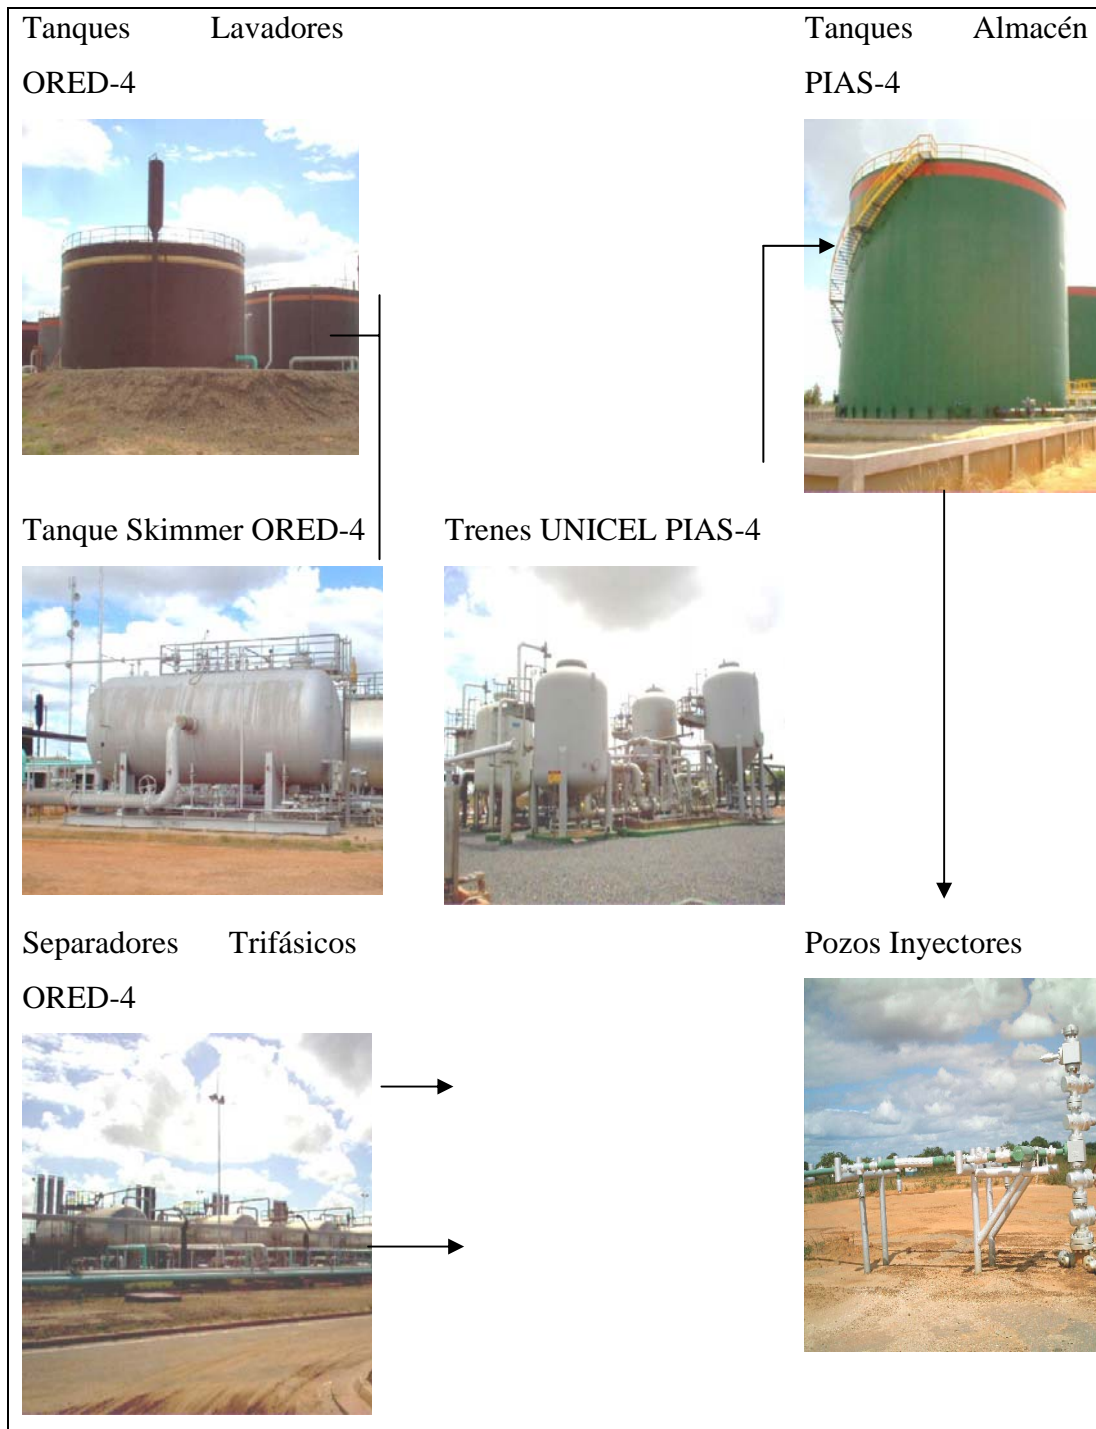 Tanques Lavadores
ORED-4
Tanques Almacén
PIAS-4
Tanque Skimmer ORED-4
Trenes UNICEL PIAS-4
Separadores Trifásicos
ORED-4
Pozos Inyectores